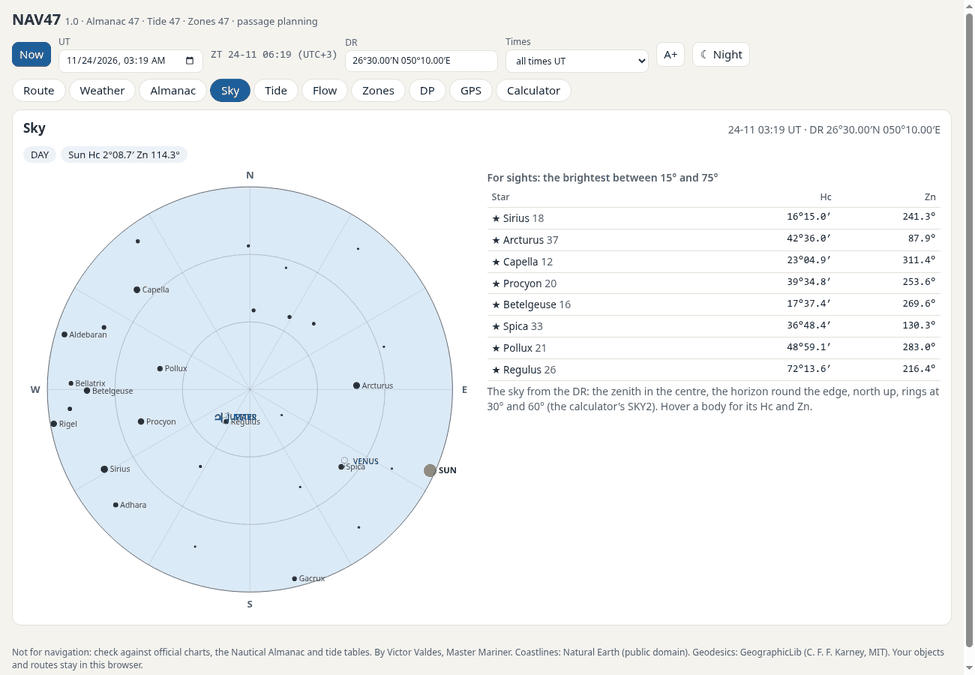 NAV47 1.0 · Almanac 47 · Tide 47 · Zones 47 · passage planning
Now
UT
11/24/2026, 03:19 AM
ZT 24-11 06:19 (UTC+3)
DR
26°30.00′N 050°10.00′E
Times
all times UT
A+
☾ Night
Route
Weather
Almanac
Sky
Tide
Flow
Zones
DP
GPS
Calculator
Sky
24-11 03:19 UT · DR 26°30.00′N 050°10.00′E
DAY
Sun Hc 2°08.7′ Zn 114.3°
N
Capella
Aldebaran
Pollux
W
Bellatrix
Betelgeuse
Arcturus
E
Rigel
Procyon
Regulus
VENUS
Spica
SUN
Sirius
Adhara
Gacrux
S
For sights: the brightest between 15° and 75°
Star Hc Zn
★ Sirius 18 16°15.0′ 241.3°
★ Arcturus 37 42°36.0′ 87.9°
★ Capella 12 23°04.9′ 311.4°
★ Procyon 20 39°34.8′ 253.6°
★ Betelgeuse 16 17°37.4′ 269.6°
★ Spica 33 36°48.4′ 130.3°
★ Pollux 21 48°59.1′ 283.0°
★ Regulus 26 72°13.6′ 216.4°
The sky from the DR: the zenith in the centre, the horizon round the edge, north up, rings at
30° and 60° (the calculator's SKY2). Hover a body for its Hc and Zn.
Not for navigation: check against official charts, the Nautical Almanac and tide tables. By Victor Valdes, Master Mariner. Coastlines: Natural Earth (public domain). Geodesics: GeographicLib (C. F. F. Karney, MIT). Your objects
and routes stay in this browser.